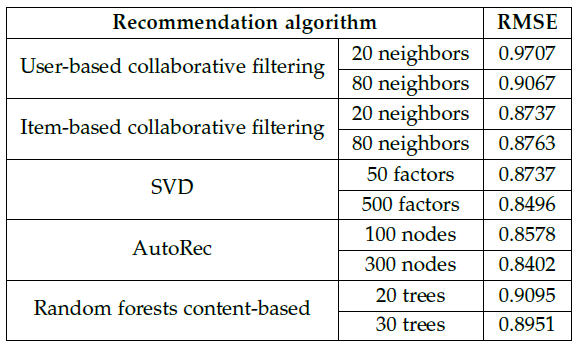 Recommendation algorithm RMSE
User-based collaborative filtering 20 neighbors 0.9707
80 neighbors 0.9067
Item-based collaborative filtering 20 neighbors 0.8737
80 neighbors 0.8763
SVD 50 factors 0.8737
500 factors 0.8496
AutoRec 100 nodes 0.8578
300 nodes 0.8402
Random forests content-based 20 trees 0.9095
30 trees 0.8951